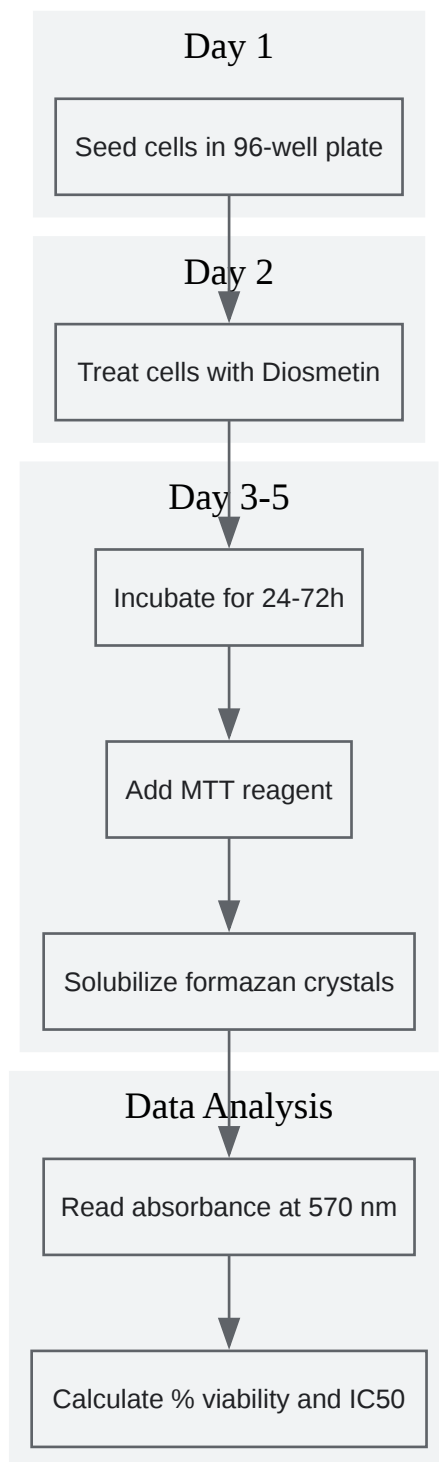 Day 1
Seed cells in 96-well plate
Day 2
Treat cells with Diosmetin
Day 3-5
Incubate for 24-72h
Add MTT reagent
Solubilize formazan crystals
Data Analysis
Read absorbance at 570 nm
Calculate % viability and IC50